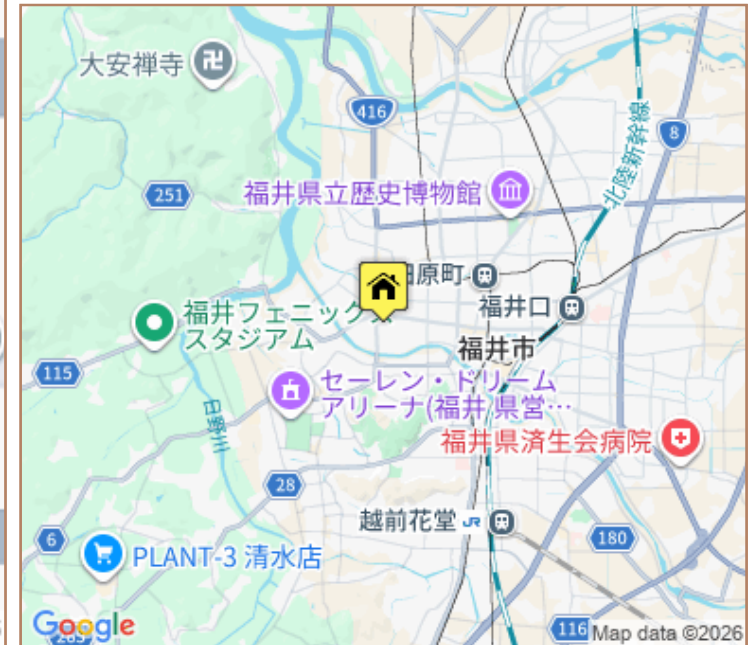 大安禅寺
416
8
北陸新幹線
251
福井県立歴史博物館
田原町
福井口
福井フェニックス
スタジアム
福井市
115
セーレン・ドリーム
アリーナ(福井 県営…
日野川
福井県済生会病院
28
越前花堂 JR
6
180
PLANT-3 清水店
Google
116
Map data ©2026